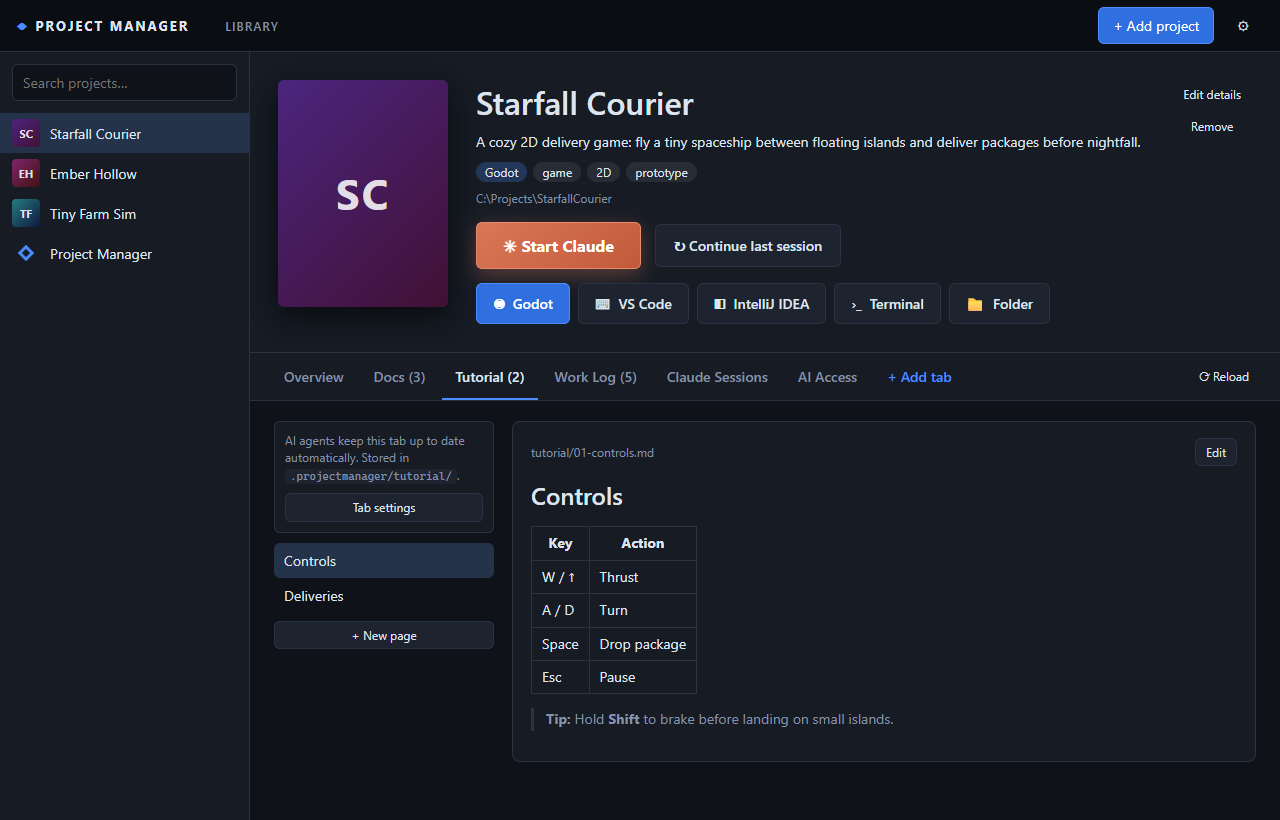 PROJECT MANAGER
LIBRARY
+ Add project
Search projects...
SC Starfall Courier
EH Ember Hollow
TF Tiny Farm Sim
Project Manager
SC
Starfall Courier
Edit details
Remove
A cozy 2D delivery game: fly a tiny spaceship between floating islands and deliver packages before nightfall.
Godot game 2D prototype
C:\Projects\StarfallCourier
Start Claude
Continue last session
Godot
VS Code
IntelliJ IDEA
>_ Terminal
Folder
Overview
Docs (3)
Tutorial (2)
Work Log (5)
Claude Sessions
AI Access
+ Add tab
Reload
AI agents keep this tab up to date
automatically. Stored in
.projectmanager/tutorial/ .
Tab settings
Controls
Deliveries
+ New page
tutorial/01-controls.md
Edit
Controls
Key Action
W / ↑ Thrust
A / D Turn
Space Drop package
Esc Pause
Tip: Hold Shift to brake before landing on small islands.